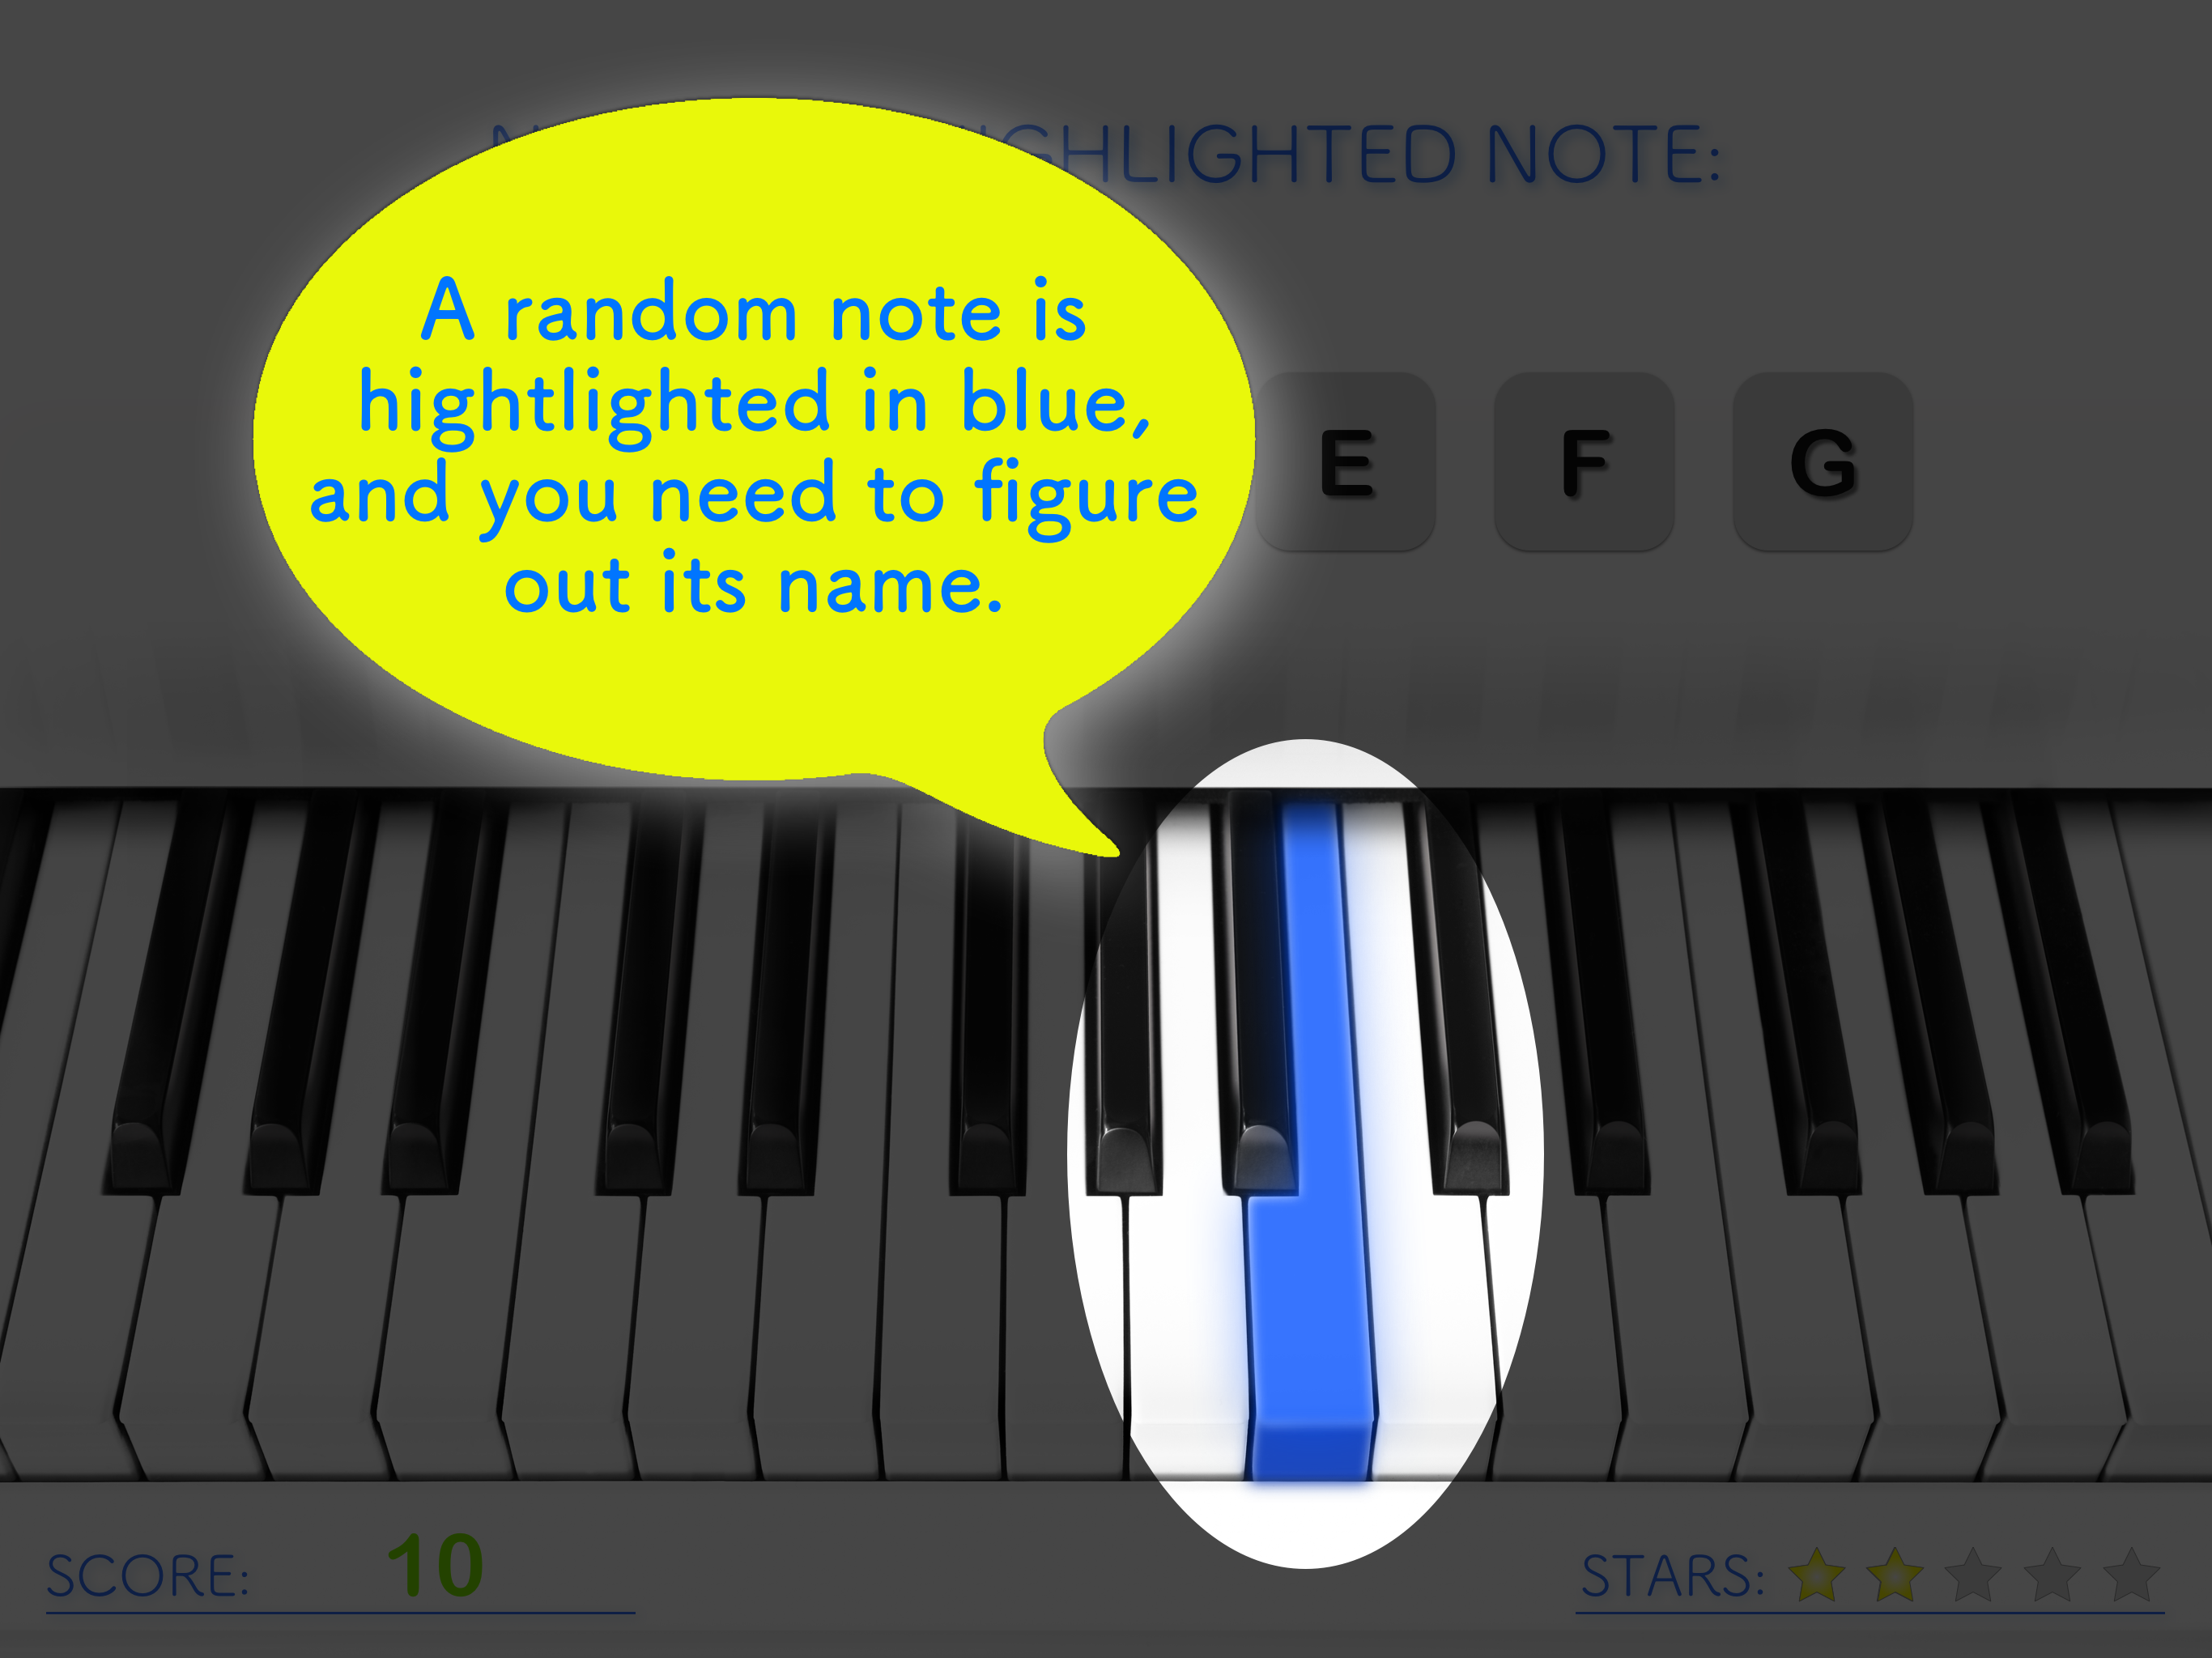 HLIGHTED NOTE:
A random note is
hightlighted in blue,
and you need to figure
out its name.
E F G
SCORE: 10
STARS: